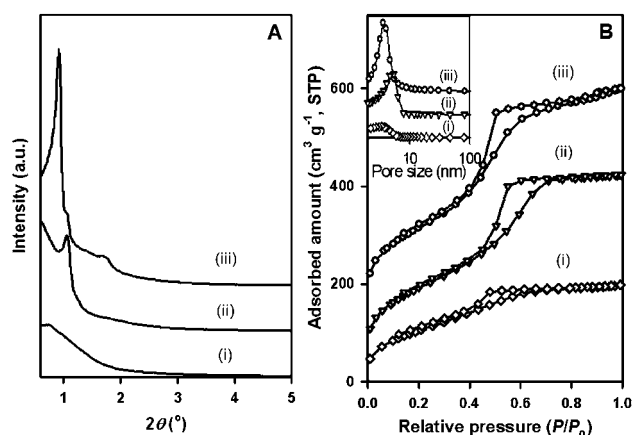 A
Intensity (a.u.)
(iii)
(ii)
(i)
1 2 3 4 5
2θ(°)
B
Adsorbed amount (cm³ g⁻¹, STP)
600
400
200
0
(iii)
(ii)
(i)
10 100
Pore size (nm)
(iii)
(ii)
(i)
0.0 0.2 0.4 0.6 0.8 1.0
Relative pressure (P/P₀)